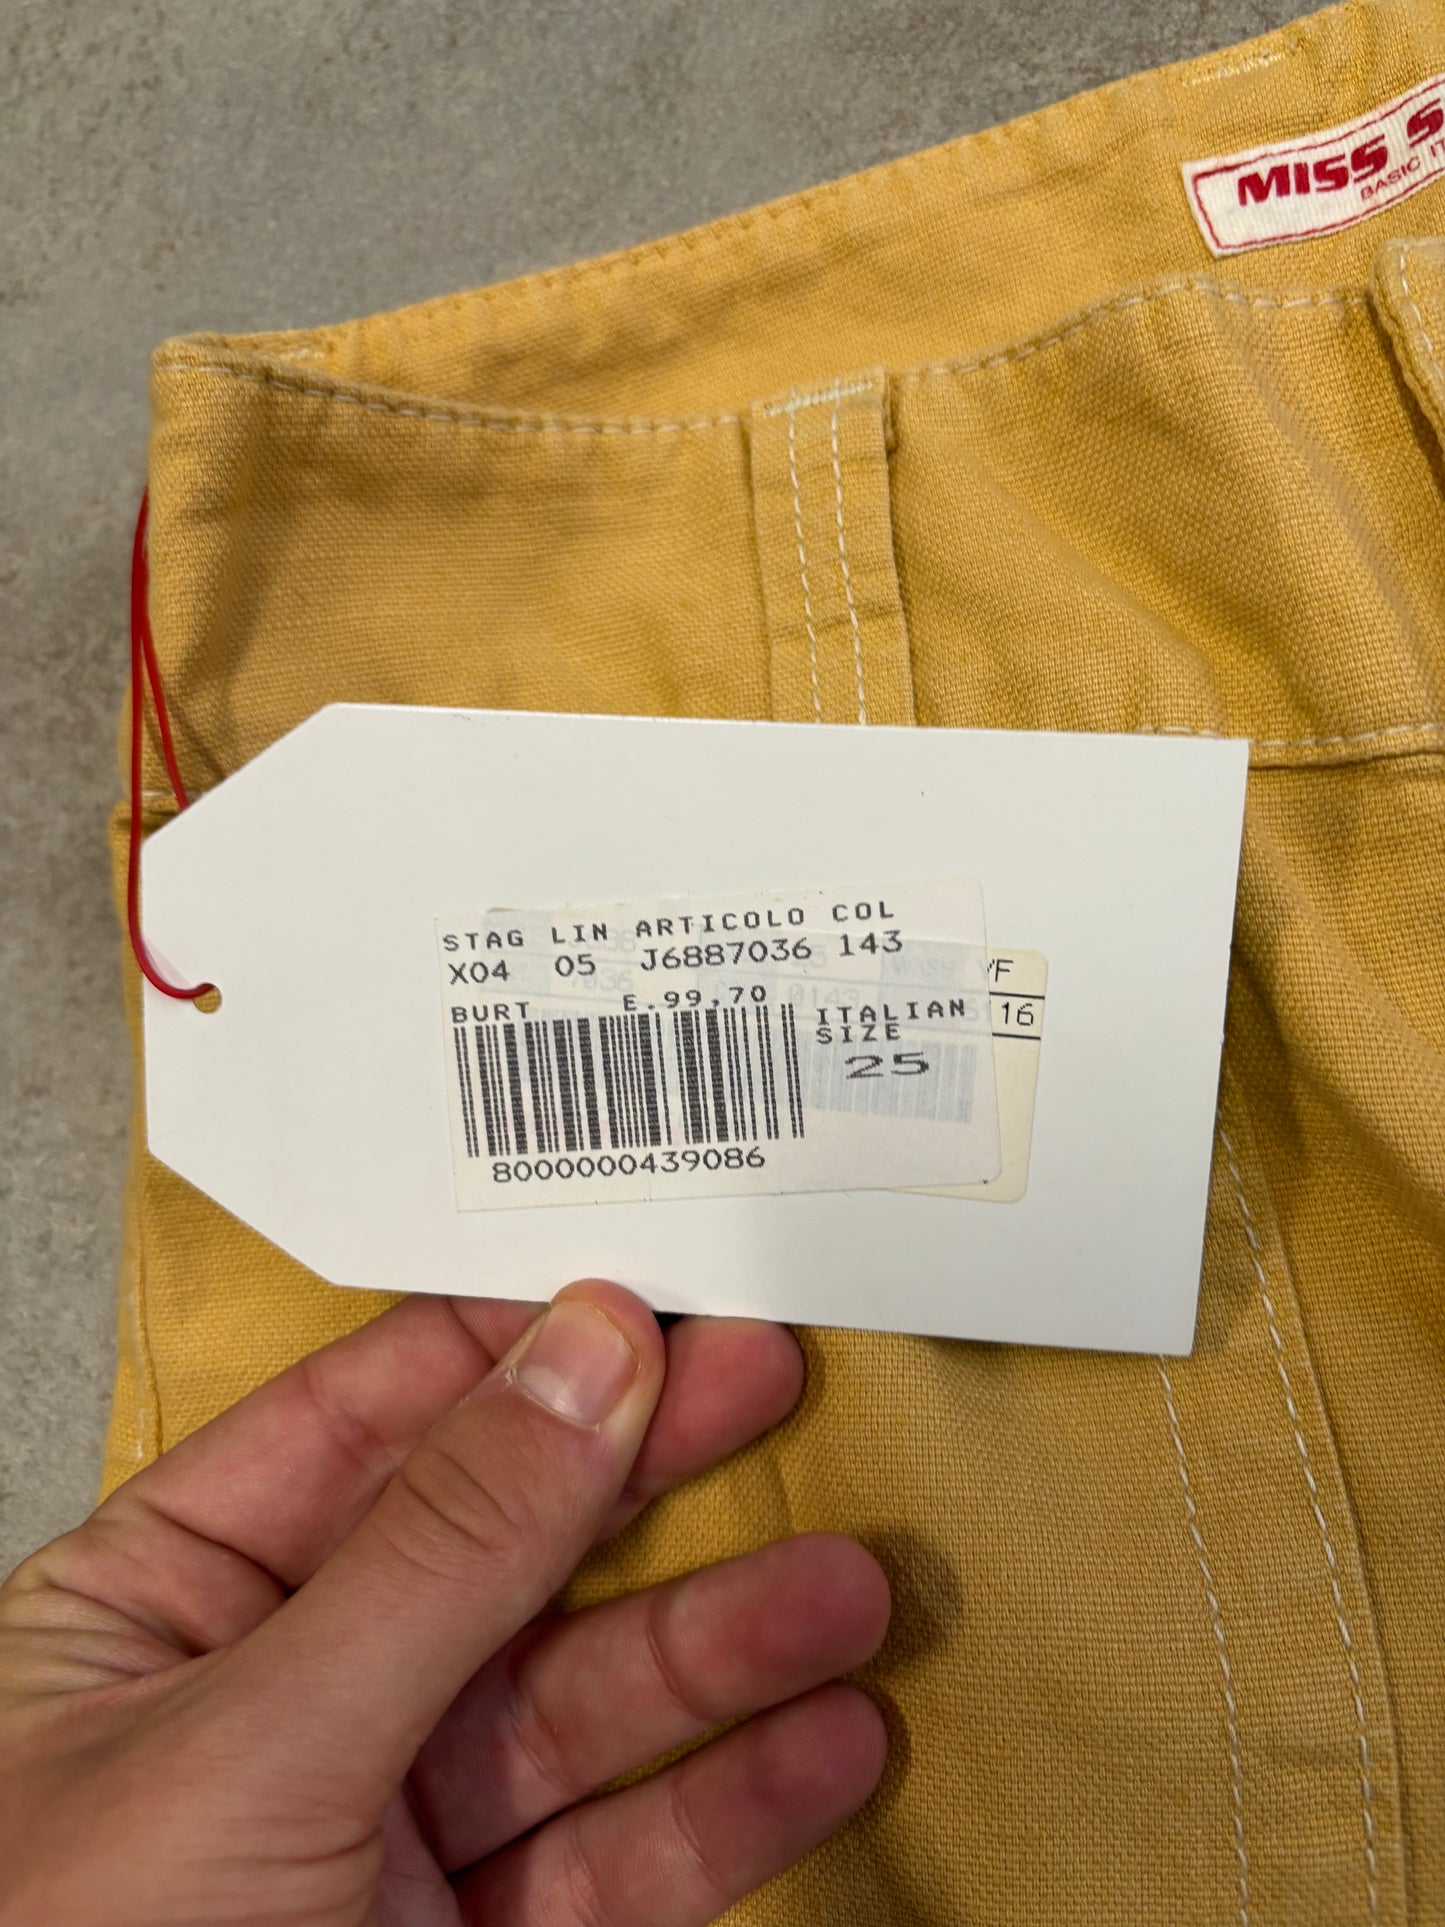 MISS S
BASIC IT
STAG LIN ARTICOLO COL
X04 05 J6887036 143
BURT E.99,70
ITALIAN
SIZE
25
8000000439086
YF
16